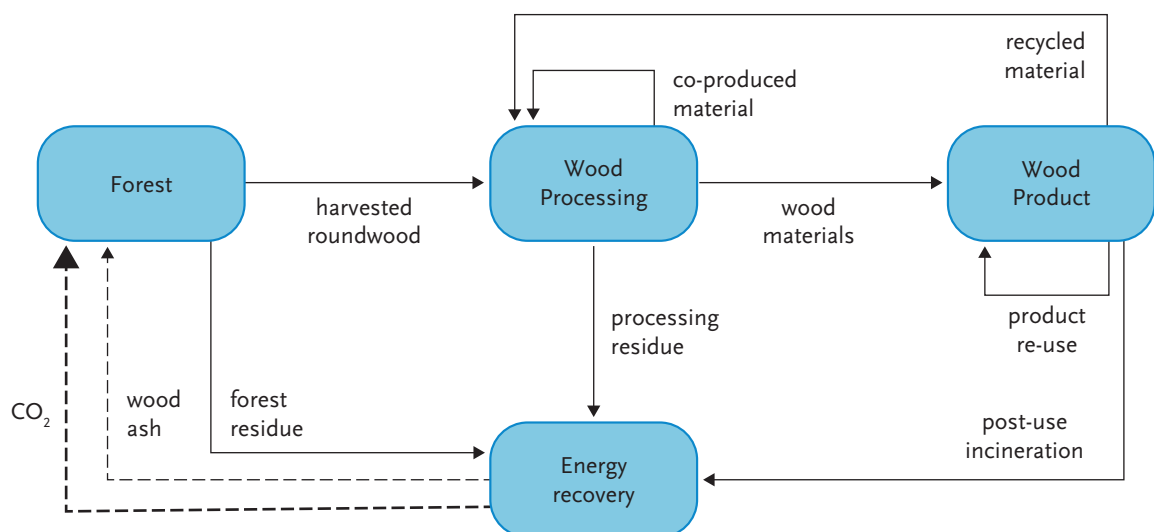 recycled
material
co-produced
material
Forest
Wood
Processing
Wood
Product
harvested
roundwood
wood
materials
processing
residue
product
re-use
CO₂
wood
ash
forest
residue
post-use
incineration
Energy
recovery